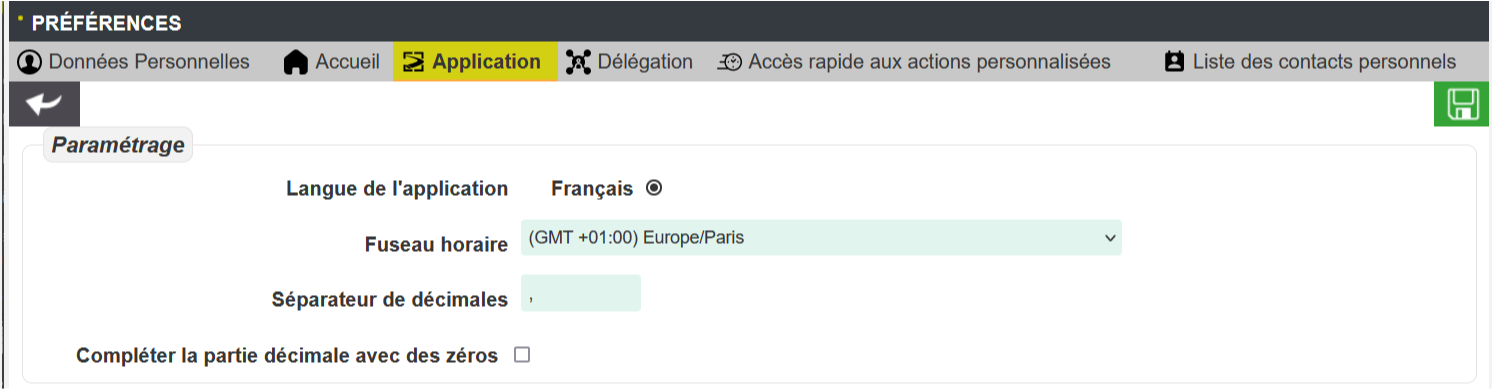 PRÉFÉRENCES
Données Personnelles Accueil Application Délégation Accès rapide aux actions personnalisées Liste des contacts personnels
Paramétrage
Langue de l'application Français
Fuseau horaire (GMT +01:00) Europe/Paris
Séparateur de décimales ,
Compléter la partie décimale avec des zéros